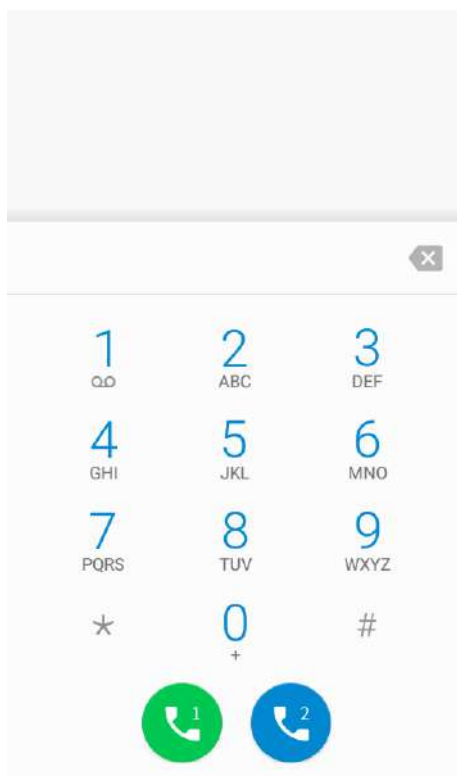 1 2 3
ABC DEF
4 5 6
GHI JKL MNO
7 8 9
PQRS TUV WXYZ
* 0 #
+
1 2